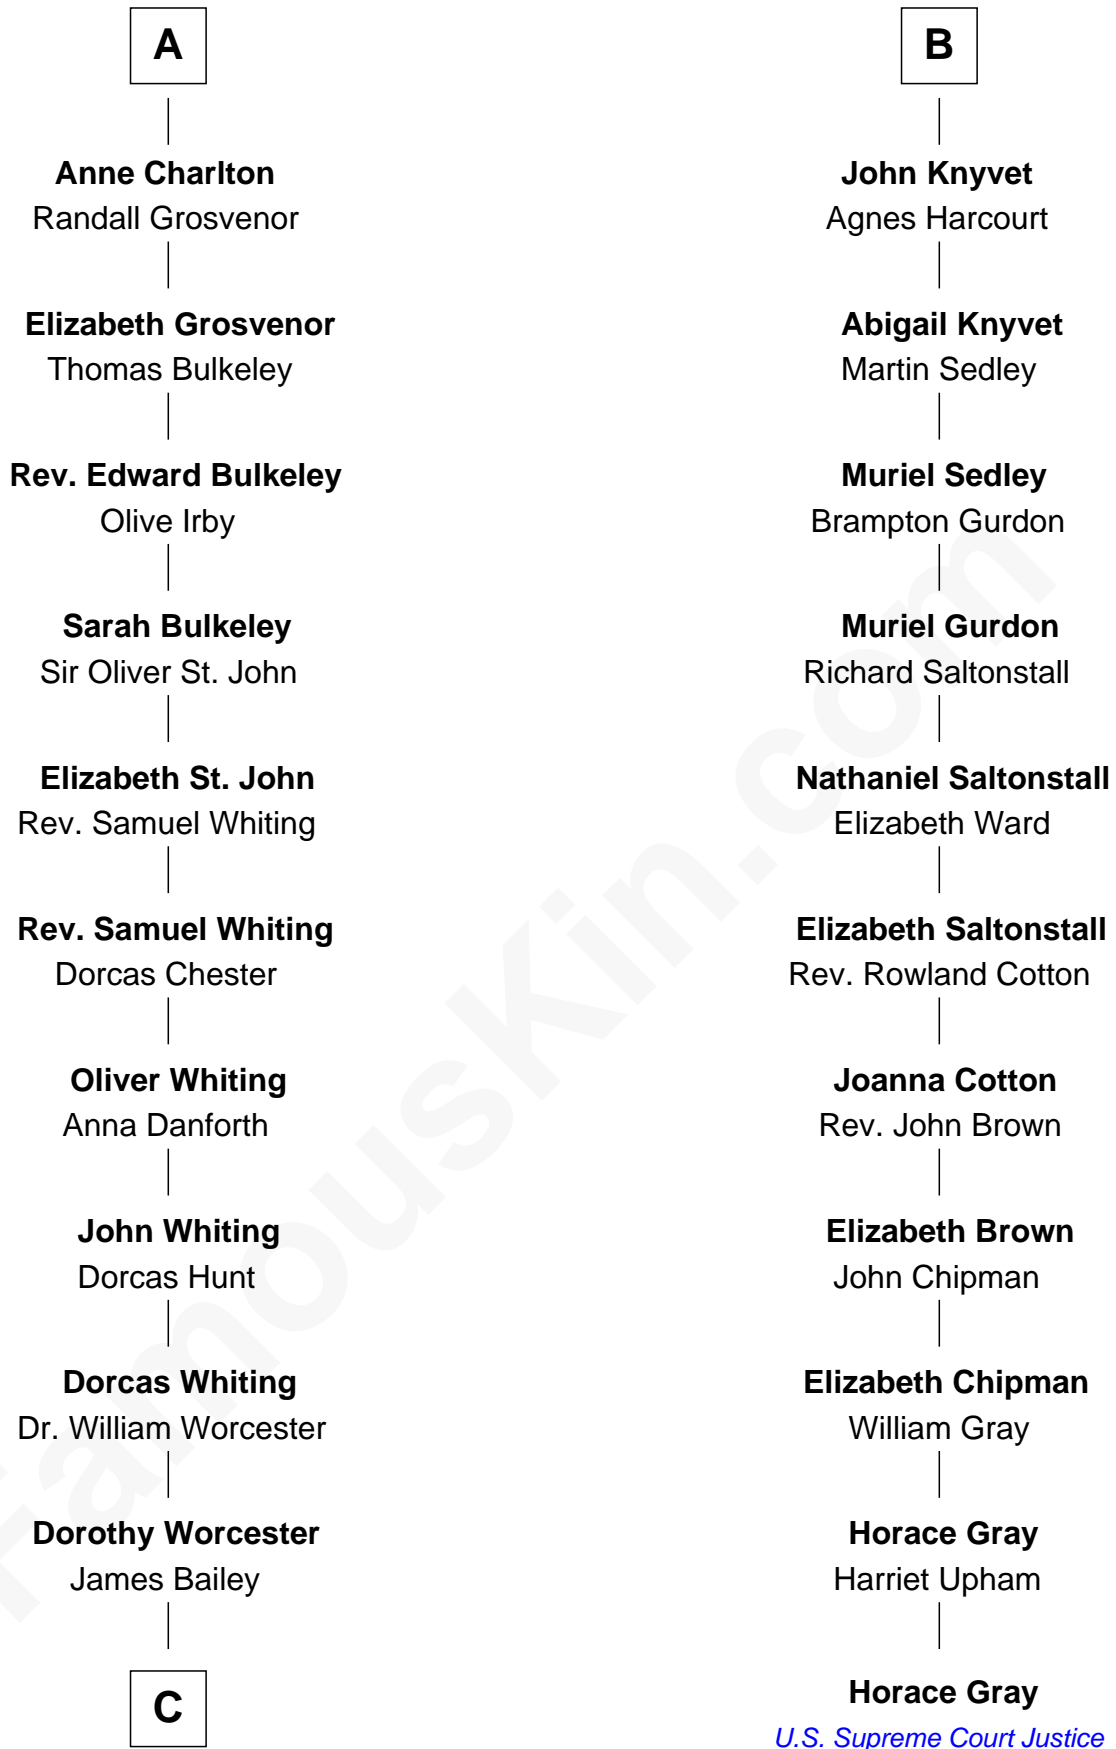 A
Anne Charlton
Randall Grosvenor
Elizabeth Grosvenor
Thomas Bulkeley
Rev. Edward Bulkeley
Olive Irby
Sarah Bulkeley
Sir Oliver St. John
Elizabeth St. John
Rev. Samuel Whiting
Rev. Samuel Whiting
Dorcas Chester
Oliver Whiting
Anna Danforth
John Whiting
Dorcas Hunt
Dorcas Whiting
Dr. William Worcester
Dorothy Worcester
James Bailey
C
B
John Knyvet
Agnes Harcourt
Abigail Knyvet
Martin Sedley
Muriel Sedley
Brampton Gurdon
Muriel Gurdon
Richard Saltonstall
Nathaniel Saltonstall
Elizabeth Ward
Elizabeth Saltonstall
Rev. Rowland Cotton
Joanna Cotton
Rev. John Brown
Elizabeth Brown
John Chipman
Elizabeth Chipman
William Gray
Horace Gray
Harriet Upham
Horace Gray
U.S. Supreme Court Justice
FamousKin.com